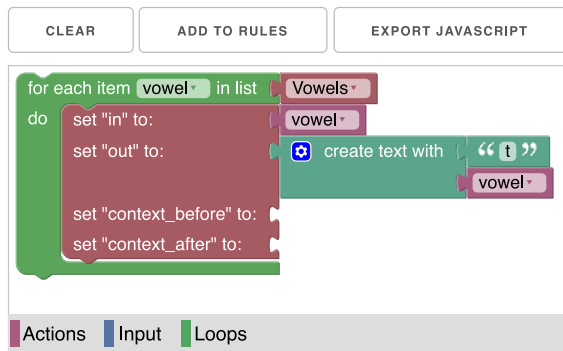 CLEAR ADD TO RULES EXPORT JAVASCRIPT
for each item vowel in list Vowels
do set "in" to: vowel
set "out" to: create text with “ t ”
vowel
set "context_before" to:
set "context_after" to:
Actions Input Loops